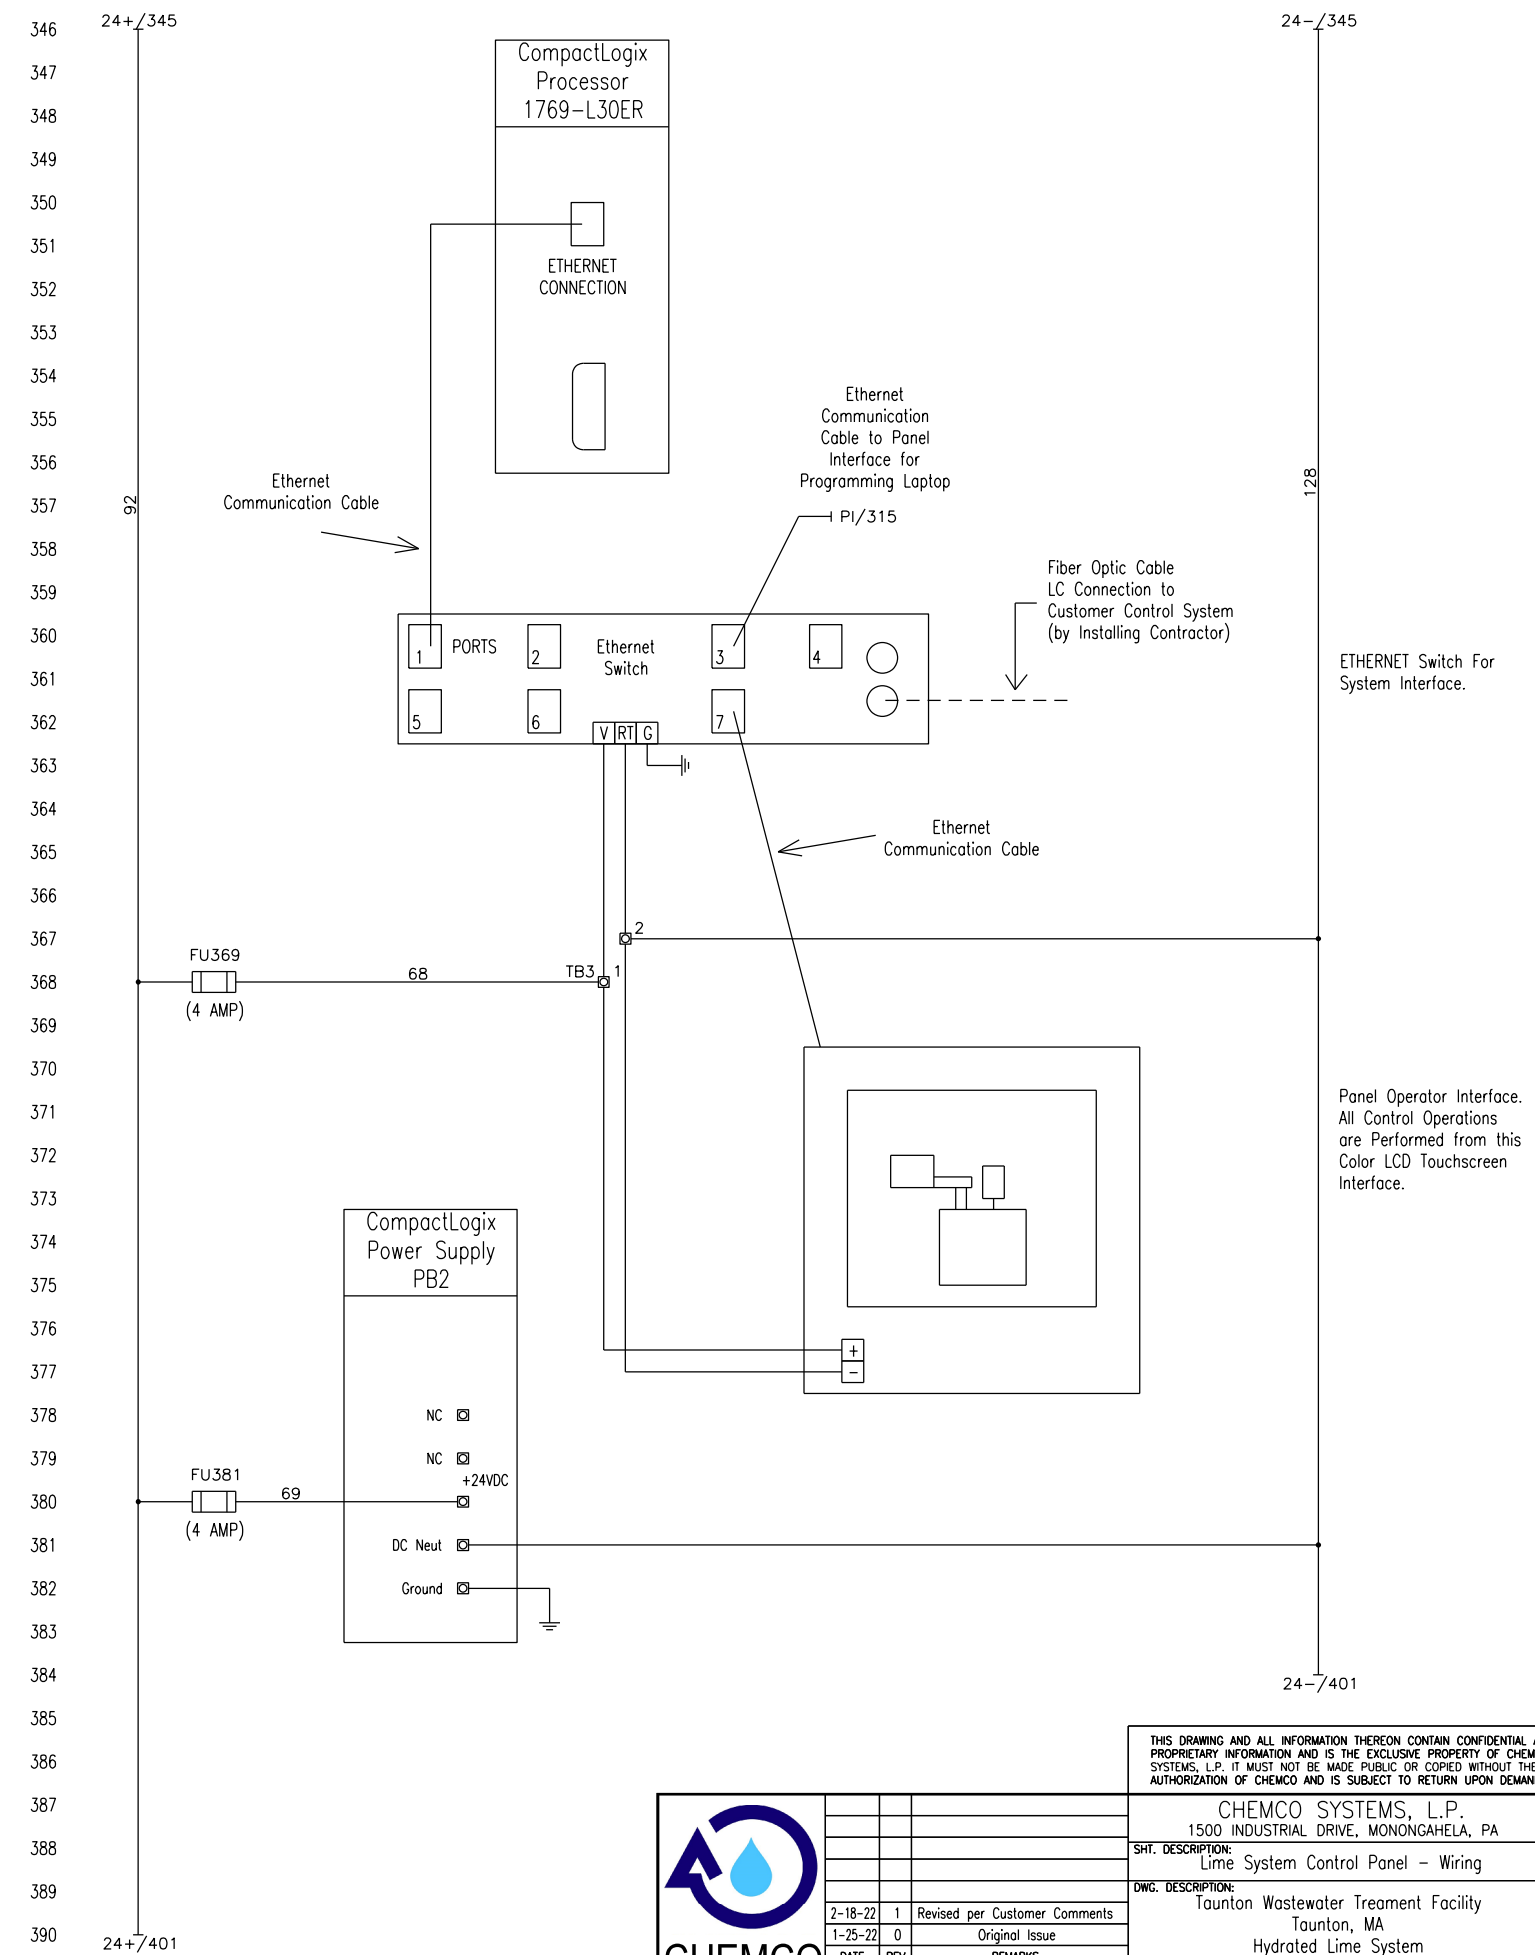 24+/345
24-/345
346
347
348
349
350
351
352
353
354
355
356
357
358
359
360
361
362
363
364
365
366
367
368
369
370
371
372
373
374
375
376
377
378
379
380
381
382
383
384
385
386
387
388
389
390
CompactLogix
Processor
1769-L30ER
ETHERNET
CONNECTION
Ethernet
Communication
Cable to Panel
Interface for
Programming Laptop
PI/315
Ethernet
Communication Cable
92
128
Fiber Optic Cable
LC Connection to
Customer Control System
(by Installing Contractor)
1 PORTS 2 Ethernet 3 4
Switch
5 6 7
V RT G
ETHERNET Switch For
System Interface.
Ethernet
Communication Cable
2
FU369
68
TB3 1
(4 AMP)
Panel Operator Interface.
All Control Operations
are Performed from this
Color LCD Touchscreen
Interface.
CompactLogix
Power Supply
PB2
+
-
NC
NC
+24VDC
FU381
69
(4 AMP)
DC Neut
Ground
24-/401
24+/401
THIS DRAWING AND ALL INFORMATION THEREON CONTAIN CONFIDENTIAL
PROPRIETARY INFORMATION AND IS THE EXCLUSIVE PROPERTY OF CHEM
SYSTEMS, L.P. IT MUST NOT BE MADE PUBLIC OR COPIED WITHOUT THE
AUTHORIZATION OF CHEMCO AND IS SUBJECT TO RETURN UPON DEMAN
CHEMCO SYSTEMS, L.P.
1500 INDUSTRIAL DRIVE, MONONGAHELA, PA
SHT. DESCRIPTION:
Lime System Control Panel - Wiring
DWG. DESCRIPTION:
Taunton Wastewater Treament Facility
Taunton, MA
Hydrated Lime System
2-18-22 1 Revised per Customer Comments
1-25-22 0 Original Issue
DATE REV REMARKS
CHEMCO